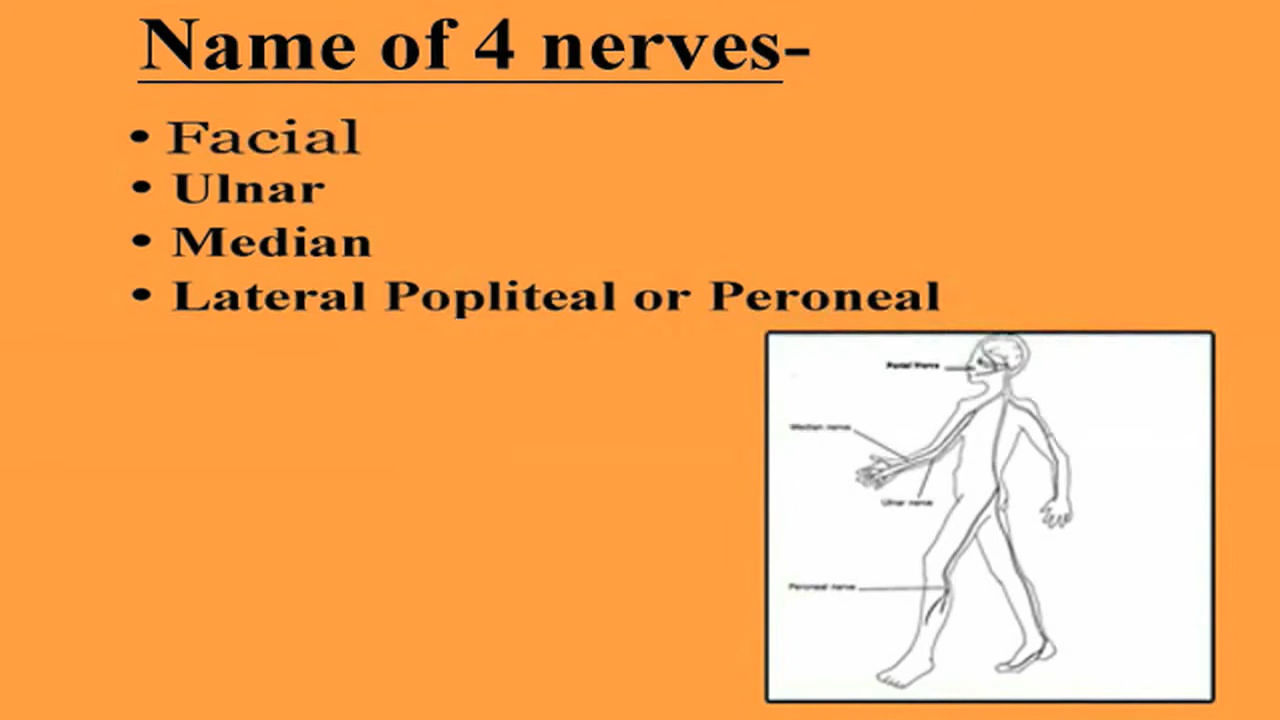 Name of 4 nerves-
• Facial
• Ulnar
• Median
• Lateral Popliteal or Peroneal
Facial Nerve
Median nerve
Ulnar nerve
Peroneal nerve